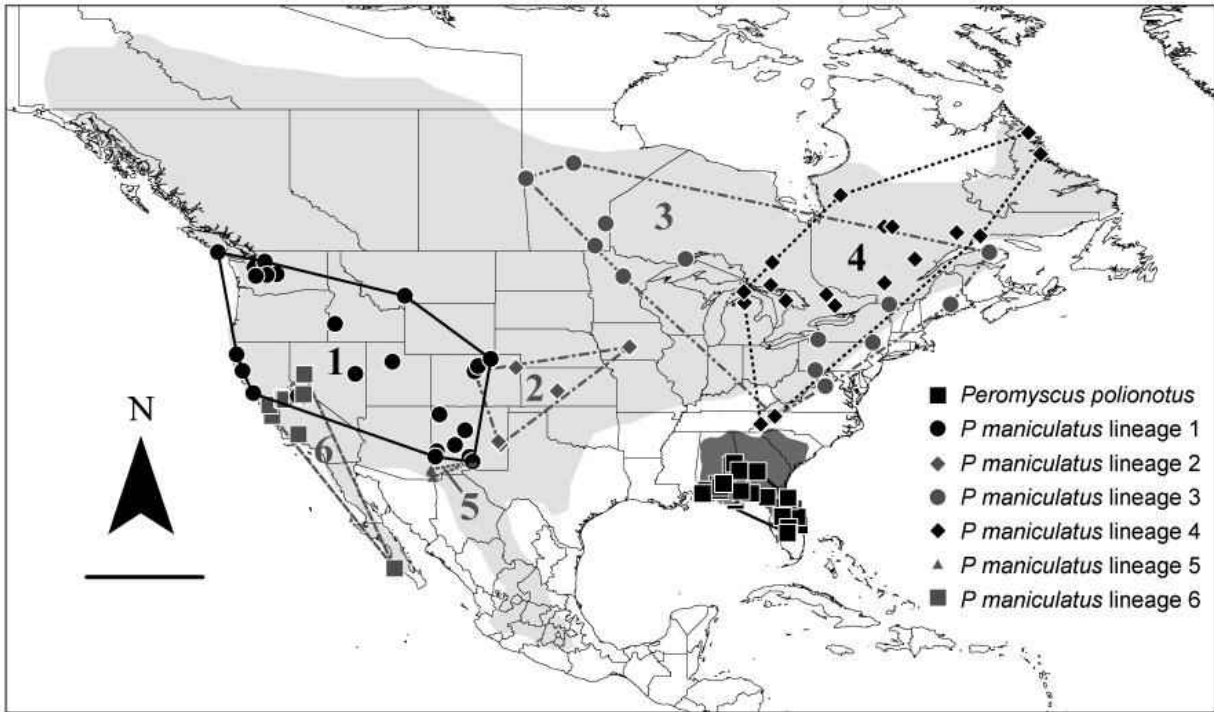 3
4
1
2
N
6
5
Peromyscus polionotus
P maniculatus lineage 1
P maniculatus lineage 2
P maniculatus lineage 3
P maniculatus lineage 4
P maniculatus lineage 5
P maniculatus lineage 6